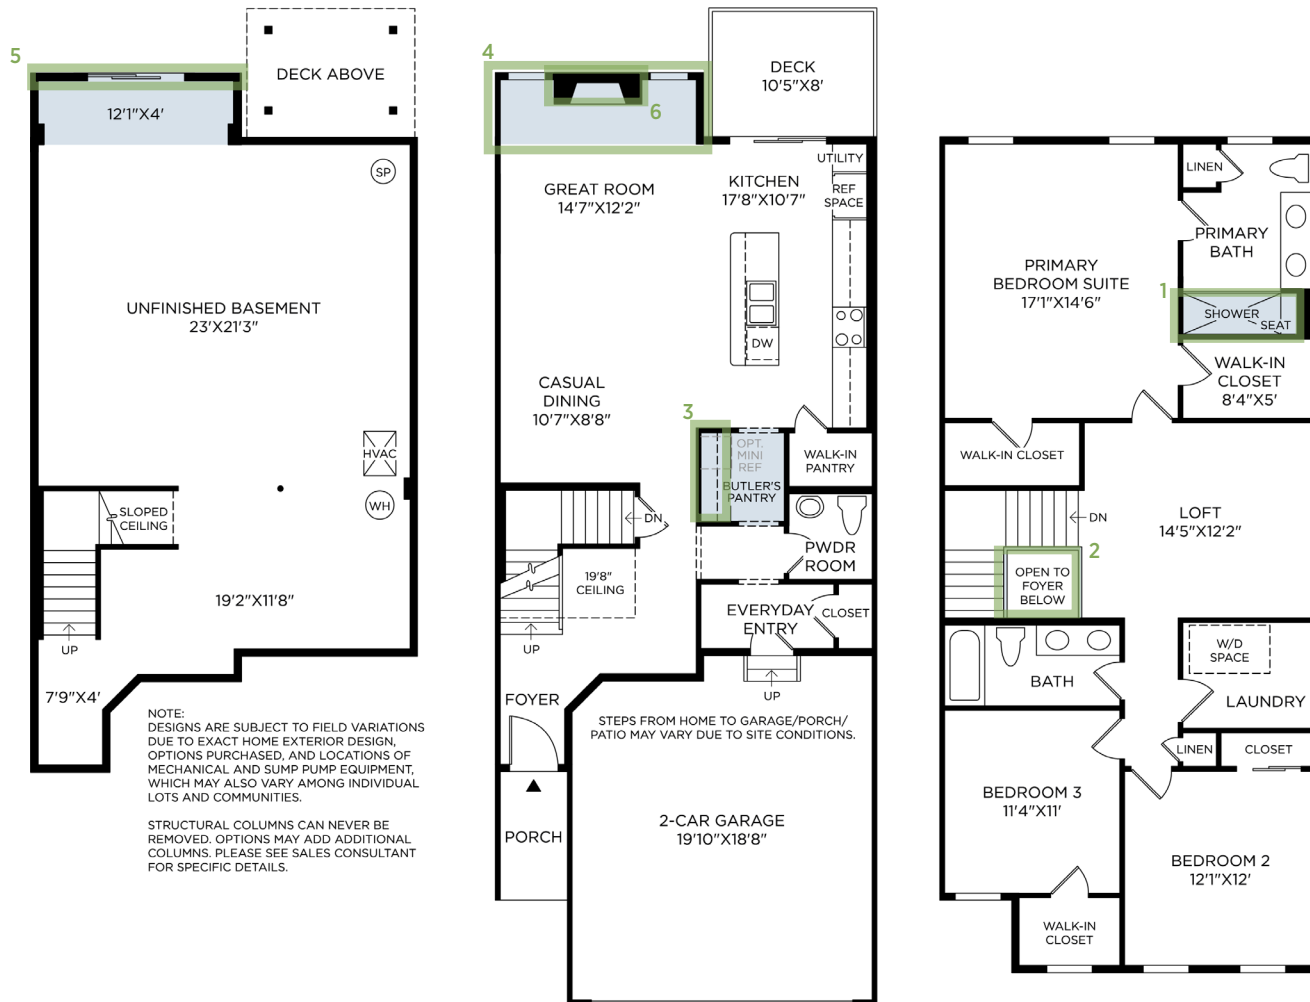 5
DECK ABOVE
12'1"X4'
SP
UNFINISHED BASEMENT
23'X21'3"
HVAC
WH
SLOPED
CEILING
19'2"X11'8"
UP
7'9"X4'
NOTE:
DESIGNS ARE SUBJECT TO FIELD VARIATIONS
DUE TO EXACT HOME EXTERIOR DESIGN,
OPTIONS PURCHASED, AND LOCATIONS OF
MECHANICAL AND SUMP PUMP EQUIPMENT,
WHICH MAY ALSO VARY AMONG INDIVIDUAL
LOTS AND COMMUNITIES.
STRUCTURAL COLUMNS CAN NEVER BE
REMOVED. OPTIONS MAY ADD ADDITIONAL
COLUMNS. PLEASE SEE SALES CONSULTANT
FOR SPECIFIC DETAILS.
4
6
DECK
10'5"X8'
GREAT ROOM
14'7"X12'2"
KITCHEN
17'8"X10'7"
UTILITY
REF
SPACE
DW
CASUAL
DINING
10'7"X8'8"
3
OPT.
MINI
REF
BUTLER'S
PANTRY
WALK-IN
PANTRY
DN
PWDR
ROOM
19'8"
CEILING
EVERYDAY
ENTRY
CLOSET
UP
UP
FOYER
STEPS FROM HOME TO GARAGE/PORCH/
PATIO MAY VARY DUE TO SITE CONDITIONS.
2-CAR GARAGE
19'10"X18'8"
PORCH
LINEN
PRIMARY
BATH
PRIMARY
BEDROOM SUITE
17'1"X14'6"
1
SHOWER
SEAT
WALK-IN
CLOSET
8'4"X5'
WALK-IN CLOSET
DN
LOFT
14'5"X12'2"
2
OPEN TO
FOYER
BELOW
W/D
SPACE
BATH
LAUNDRY
LINEN
CLOSET
BEDROOM 3
11'4"X11'
BEDROOM 2
12'1"X12'
WALK-IN
CLOSET